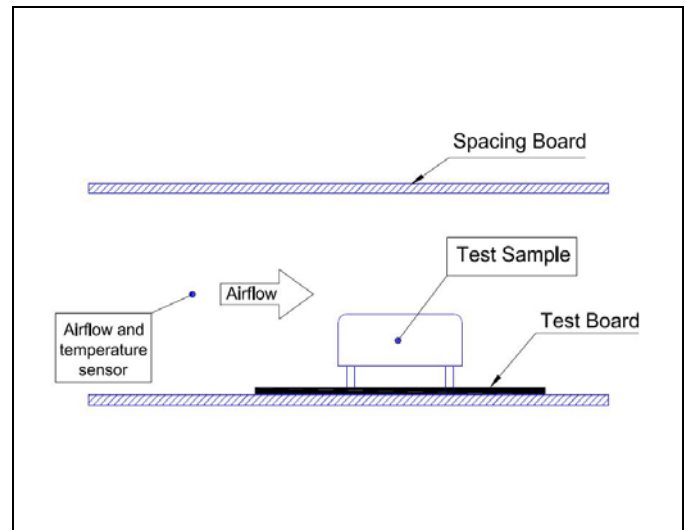 Spacing Board
Test Sample
Airflow
Test Board
Airflow and
temperature
sensor